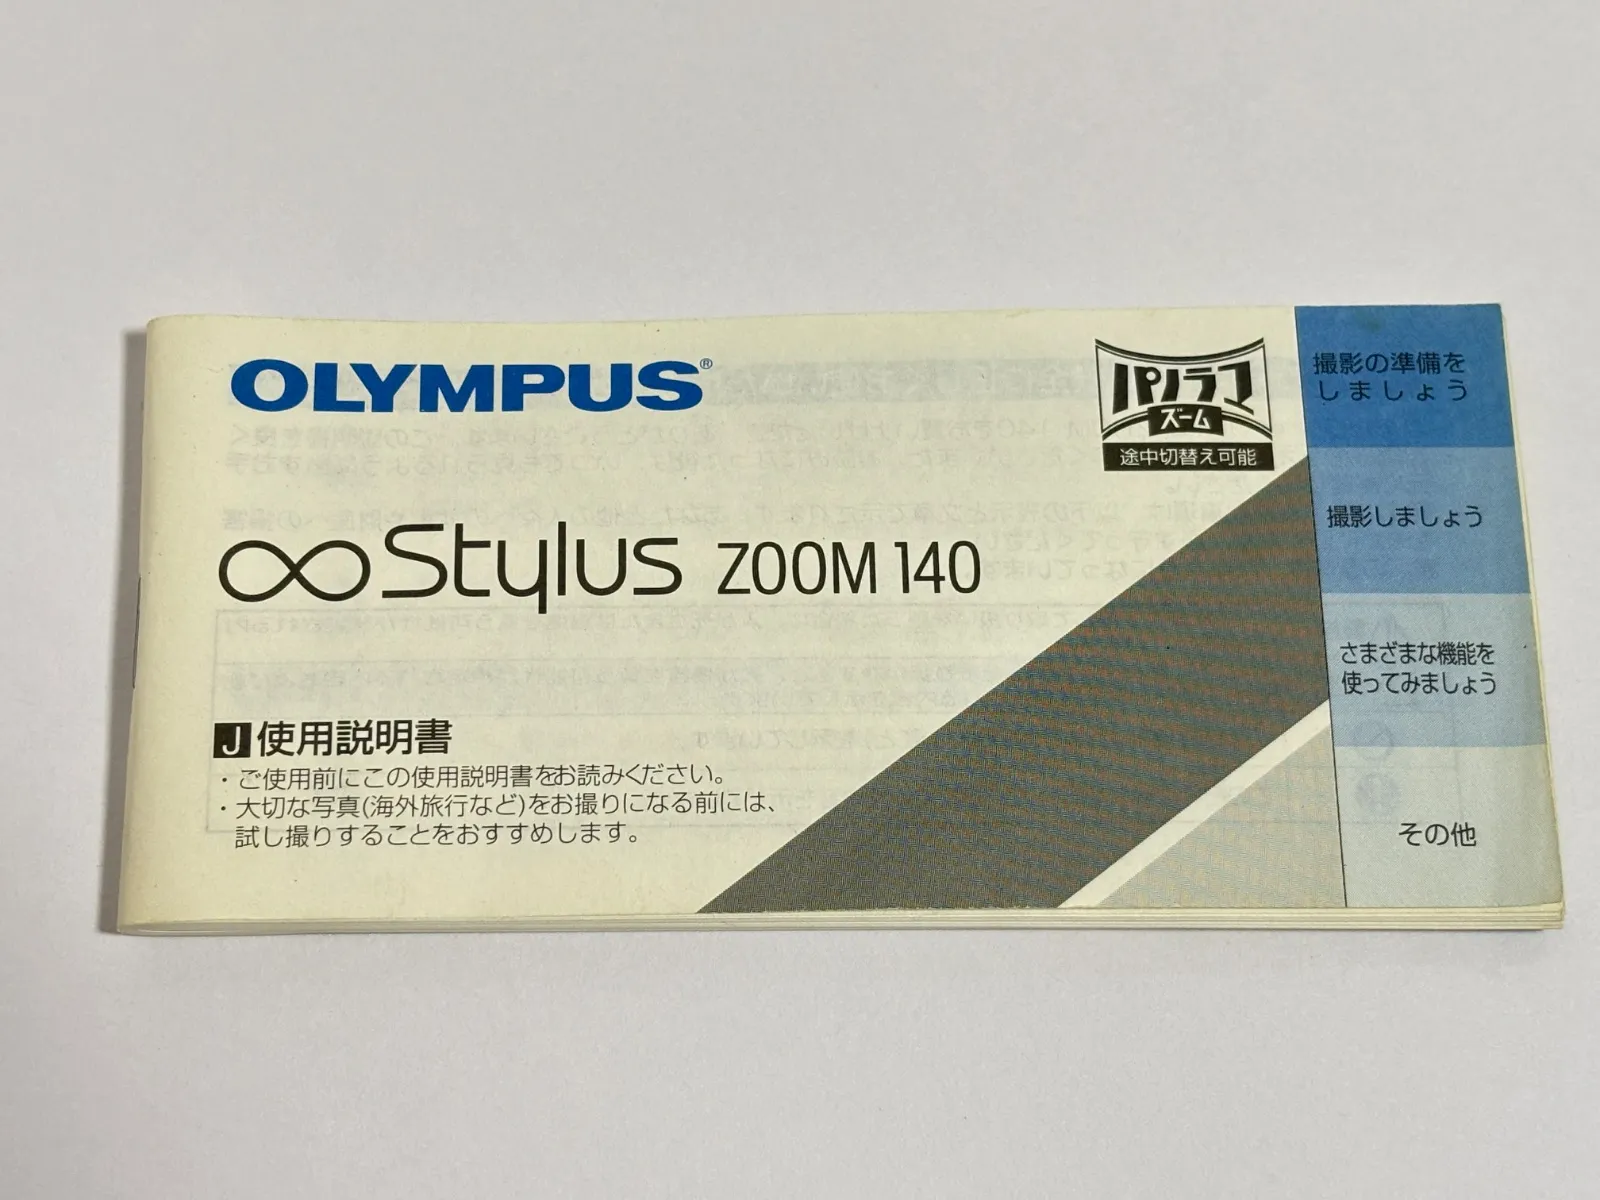 OLYMPUS®
パノラマ
ズーム
途中切替え可能
∞Stylus ZOOM 140
J 使用説明書
・ご使用前にこの使用説明書をお読みください。
・大切な写真(海外旅行など)をお撮りになる前には、
試し撮りすることをおすすめします。
撮影の準備を
しましょう
撮影しましょう
さまざまな機能を
使ってみましょう
その他